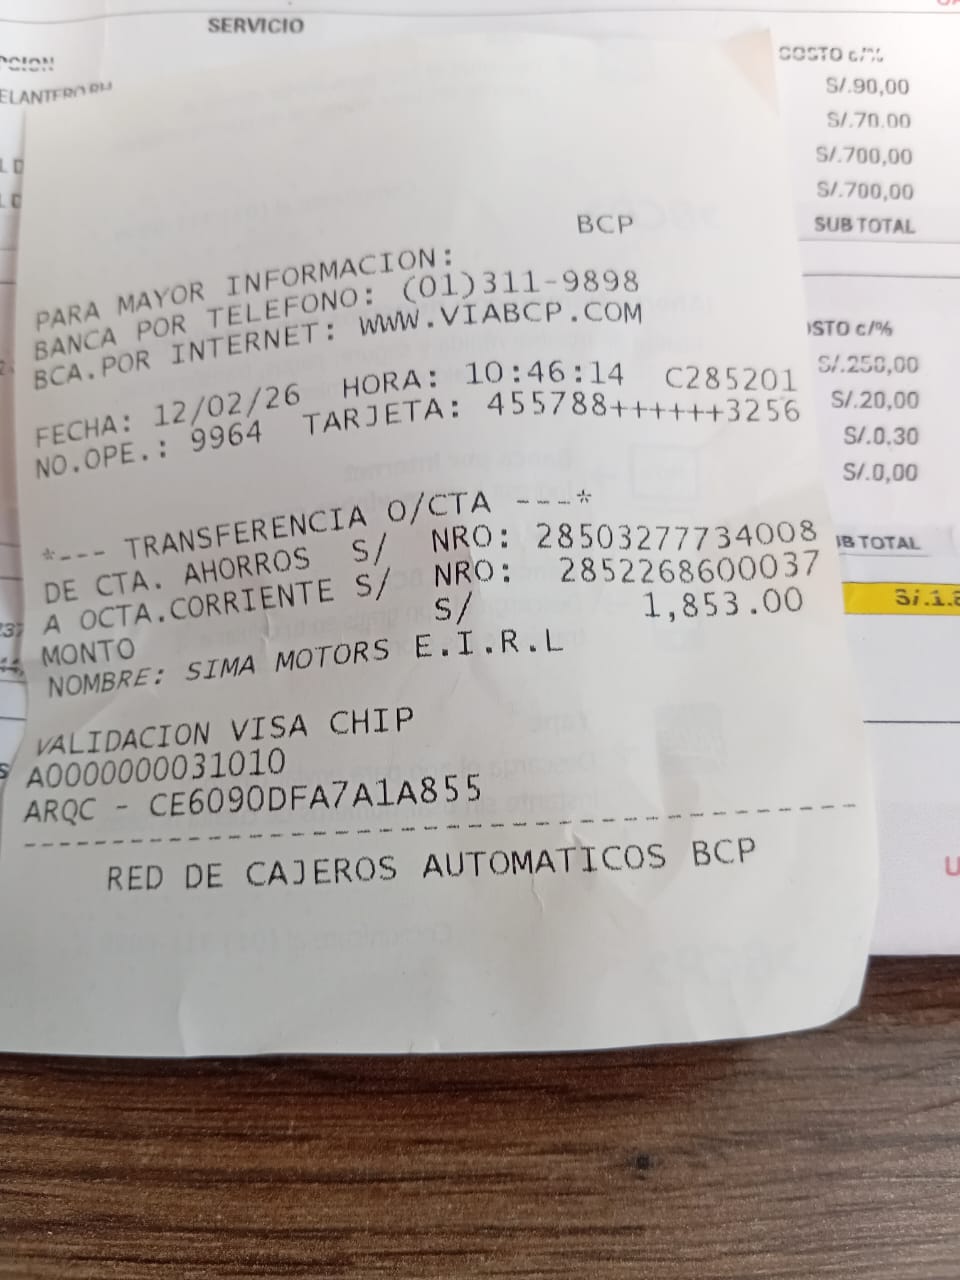 SERVICIO
COSTO c/%
S/.90,00
S/.70.00
S/.700,00
S/.700,00
SUB TOTAL
BCP
PARA MAYOR INFORMACION:
BANCA POR TELEFONO: (01)311-9898
BCA.POR INTERNET: WWW.VIABCP.COM
FECHA: 12/02/26 HORA: 10:46:14 C285201
NO.OPE.: 9964 TARJETA: 455788++++++3256
*--- TRANSFERENCIA O/CTA ---*
DE CTA. AHORROS S/ NRO: 28503277734008
A OCTA.CORRIENTE S/ NRO: 2852268600037
MONTO S/ 1,853.00
NOMBRE: SIMA MOTORS E.I.R.L
VALIDACION VISA CHIP
A0000000031010
ARQC - CE6090DFA7A1A855
RED DE CAJEROS AUTOMATICOS BCP
OSTO c/%
S/.250,00
S/.20,00
S/.0.30
S/.0,00
B TOTAL